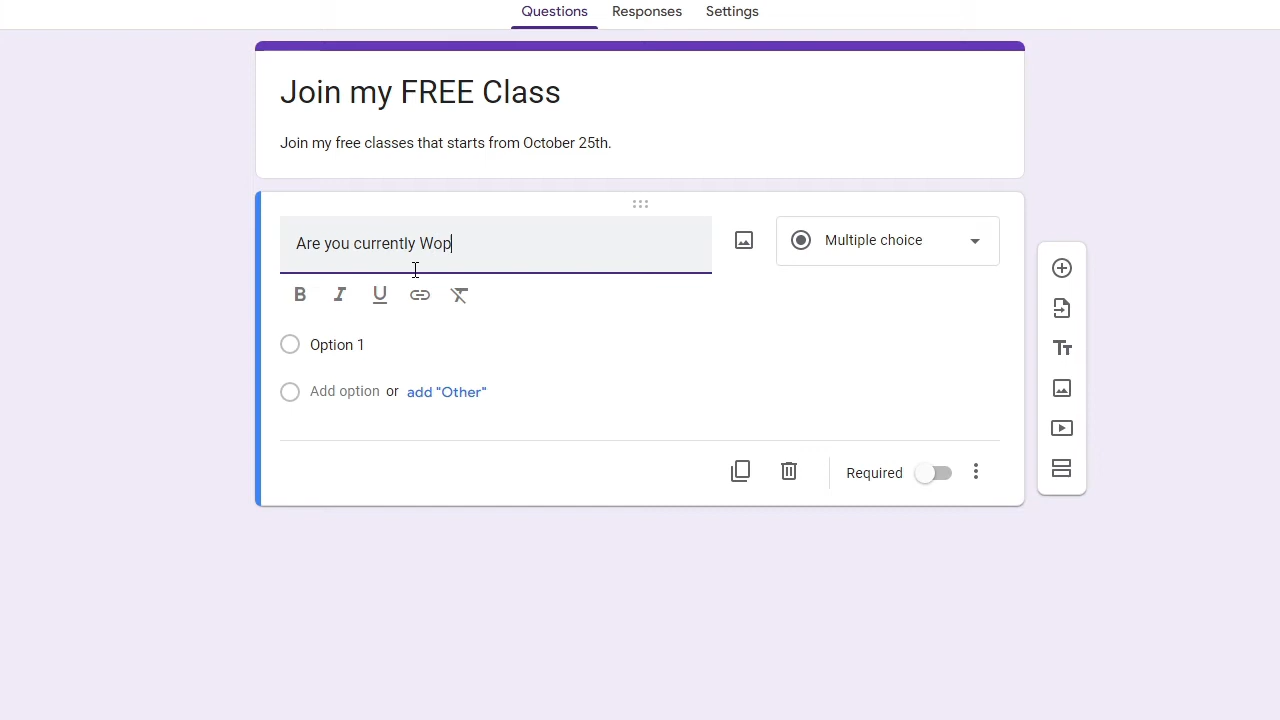 Questions Responses Settings
Join my FREE Class
Join my free classes that starts from October 25th.
Are you currently Wop
Multiple choice
B I U
Option 1
Add option or add "Other"
Required
Tt